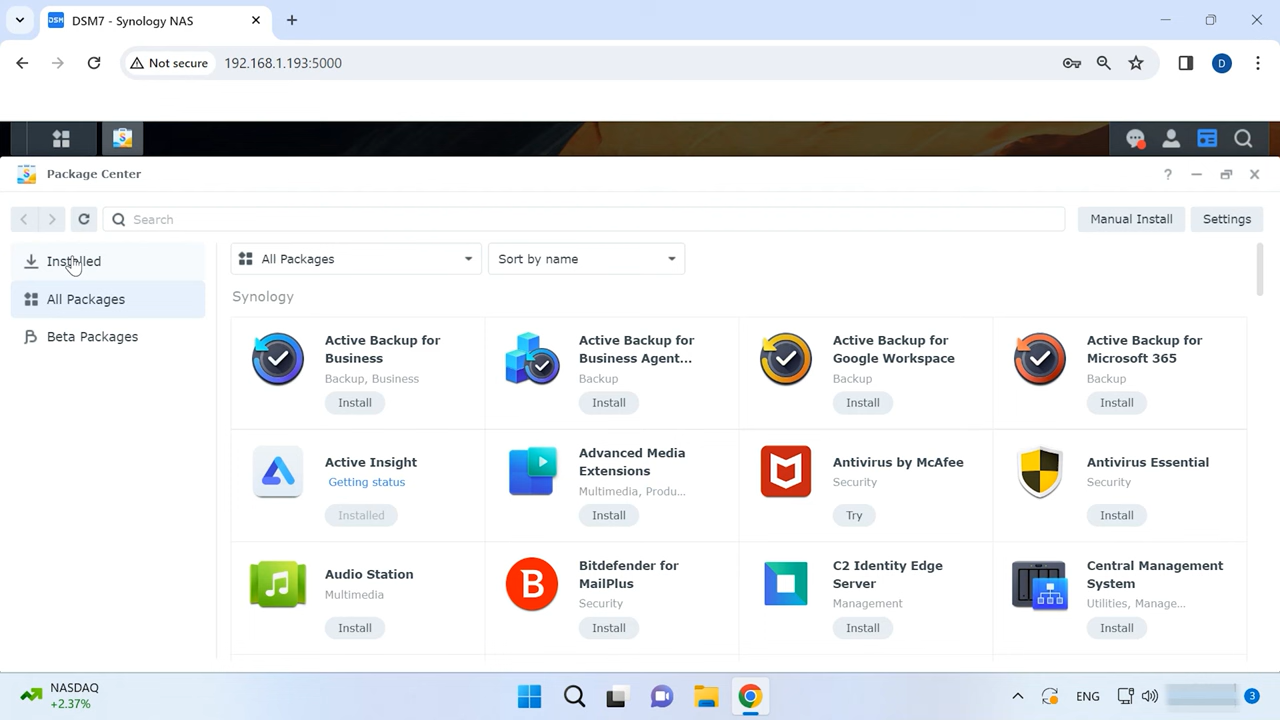 DSM7 - Synology NAS
Not secure
192.168.1.193:5000
D
Package Center
Search
Manual Install
Settings
Installed
All Packages
Beta Packages
All Packages
Sort by name
Synology
Active Backup for
Business
Backup, Business
Install
Active Backup for
Business Agent...
Backup
Install
Active Backup for
Google Workspace
Backup
Install
Active Backup for
Microsoft 365
Backup
Install
Active Insight
Getting status
Installed
Advanced Media
Extensions
Multimedia, Produ...
Install
Antivirus by McAfee
Security
Try
Antivirus Essential
Security
Install
Audio Station
Multimedia
Install
Bitdefender for
MailPlus
Security
Install
C2 Identity Edge
Server
Management
Install
Central Management
System
Utilities, Manage...
Install
NASDAQ
+2.37%
ENG
3